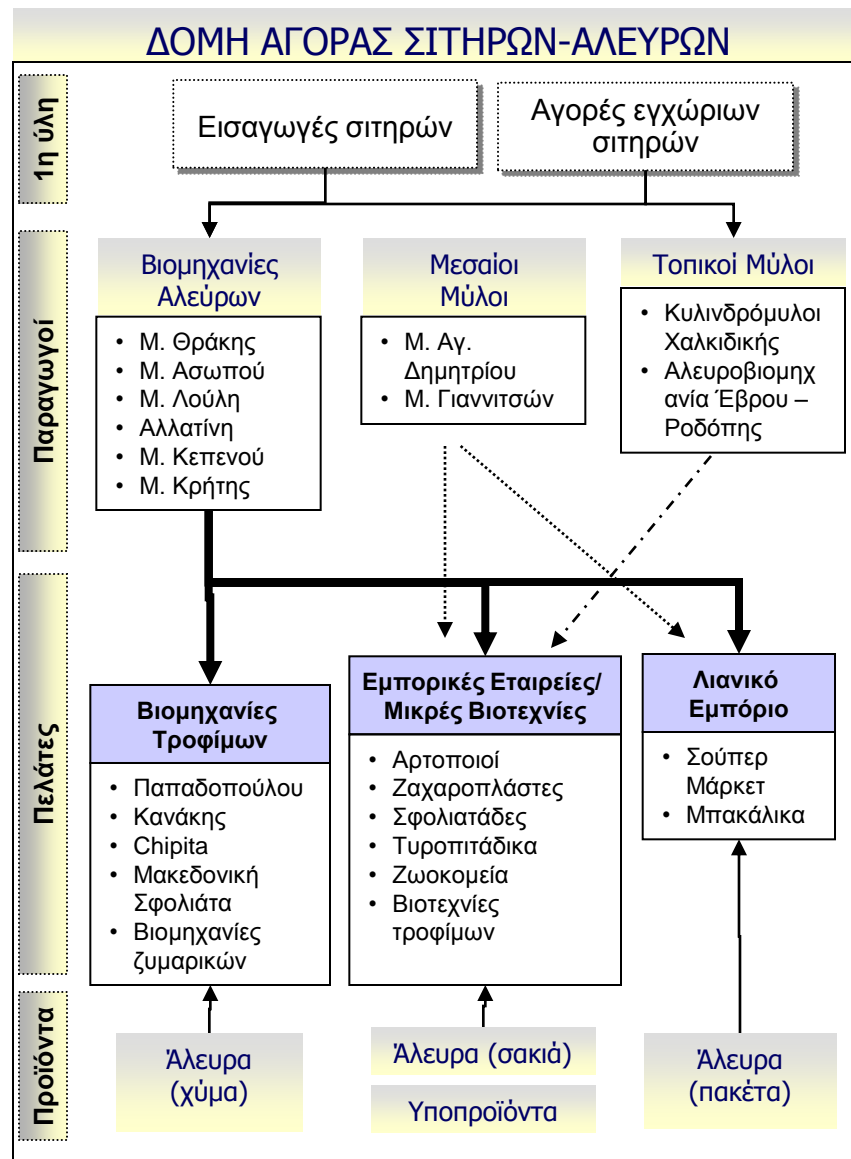 ΔΟΜΗ ΑΓΟΡΑΣ ΣΙΤΗΡΩΝ-ΑΛΕΥΡΩΝ
1η ύλη
Εισαγωγές σιτηρών
Αγορές εγχώριων
σιτηρών
Παραγωγοί
Βιομηχανίες
Αλεύρων
• Μ. Θράκης
• Μ. Ασωπού
• Μ. Λούλη
• Αλλατίνη
• Μ. Κεπενού
• Μ. Κρήτης
Μεσαίοι
Μύλοι
• Μ. Αγ.
Δημητρίου
• Μ. Γιαννιτσών
Τοπικοί Μύλοι
• Κυλινδρόμυλοι
Χαλκιδικής
• Αλευροβιομηχ
ανία Έβρου –
Ροδόπης
Πελάτες
Βιομηχανίες
Τροφίμων
• Παπαδοπούλου
• Κανάκης
• Chipita
• Μακεδονική
Σφολιάτα
• Βιομηχανίες
ζυμαρικών
Εμπορικές Εταιρείες/
Μικρές Βιοτεχνίες
• Αρτοποιοί
• Ζαχαροπλάστες
• Σφολιατάδες
• Τυροπιτάδικα
• Ζωοκομεία
• Βιοτεχνίες
τροφίμων
Λιανικό
Εμπόριο
• Σούπερ
Μάρκετ
• Μπακάλικα
Προϊόντα
Άλευρα
(χύμα)
Άλευρα (σακιά)
Υποπροϊόντα
Άλευρα
(πακέτα)